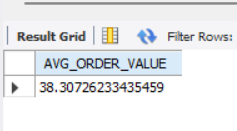 Result Grid Filter Rows:
AVG_ORDER_VALUE
38.30726233435459